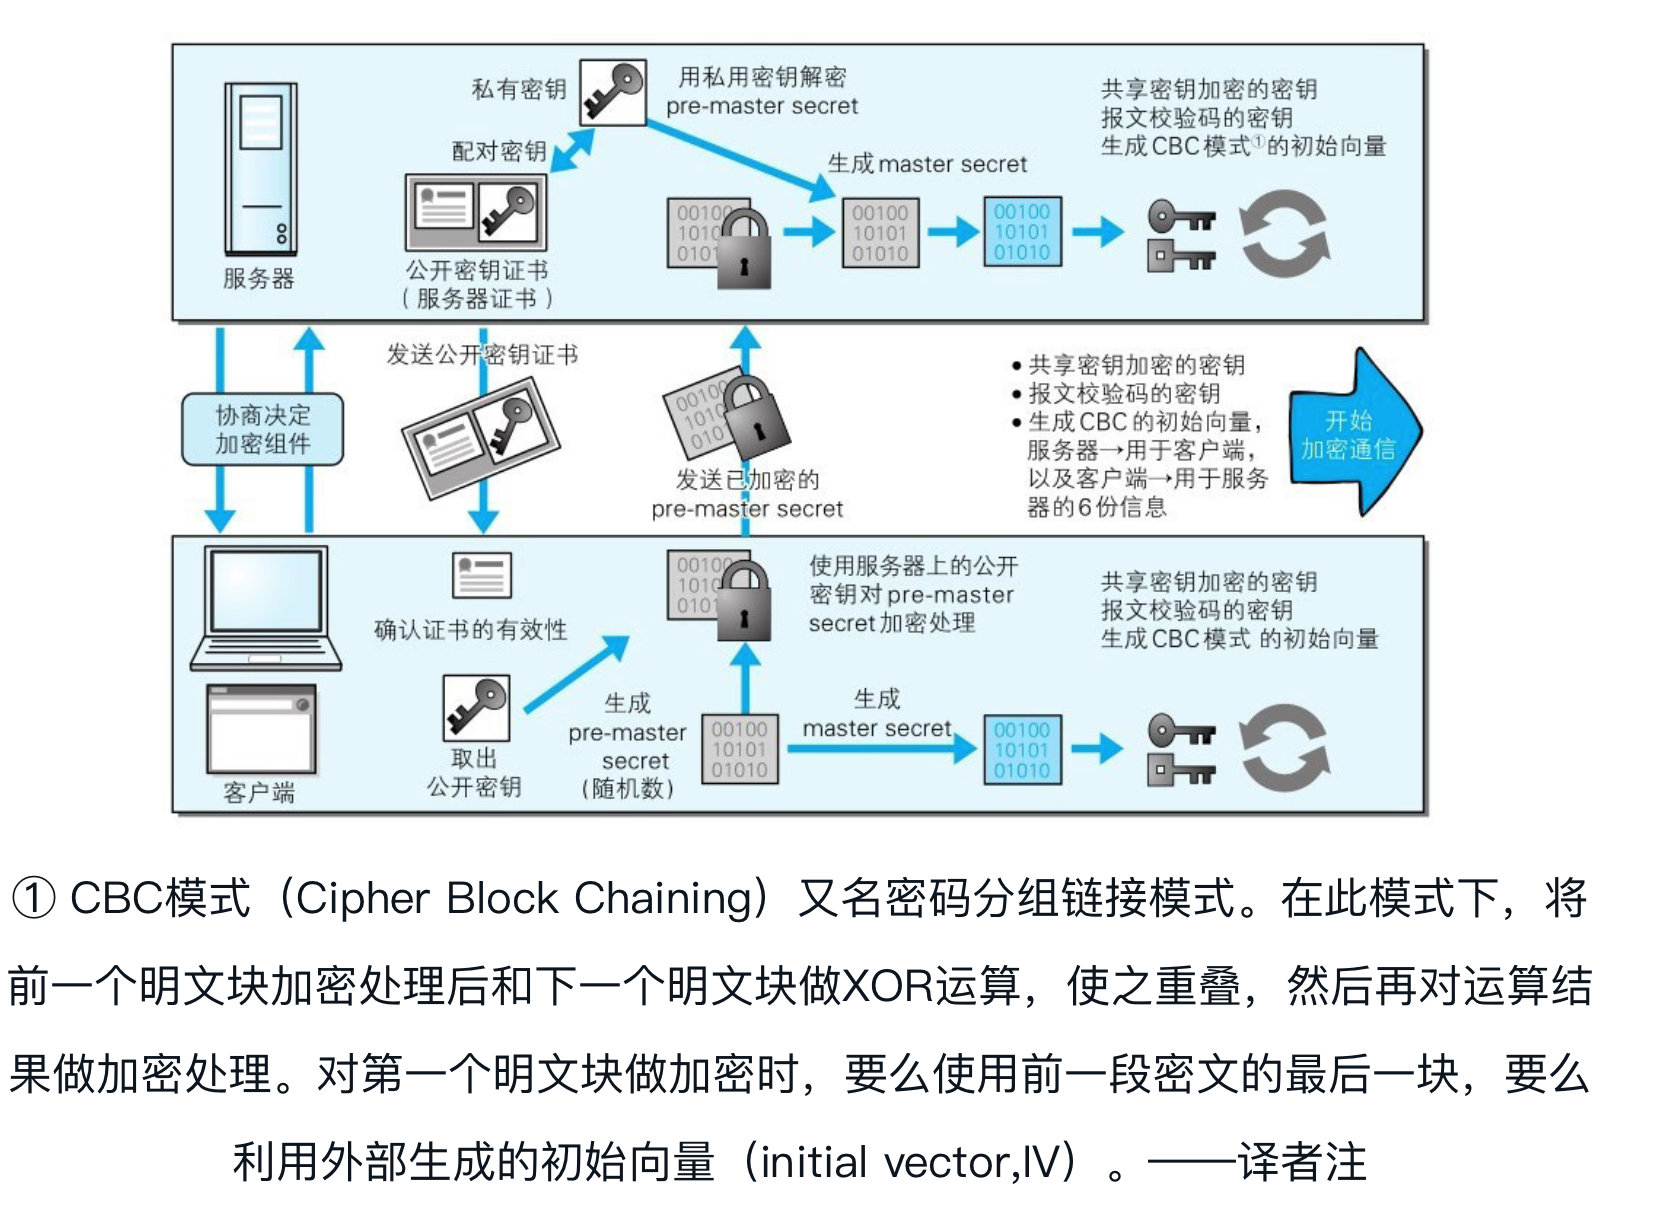 私有密钥
用私用密钥解密
pre-master secret
共享密钥加密的密钥
报文校验码的密钥
生成CBC模式①的初始向量
配对密钥
生成master secret
00100
1010
010
00100
10101
01010
00100
10101
01010
服务器
公开密钥证书
（服务器证书）
发送公开密钥证书
协商决定
加密组件
00100
1010
010
发送已加密的
pre-master secret
• 共享密钥加密的密钥
• 报文校验码的密钥
• 生成CBC的初始向量，
服务器→用于客户端，
以及客户端→用于服务
器的6份信息
开始
加密通信
00100
1010
010
使用服务器上的公开
密钥对pre-master
secret加密处理
共享密钥加密的密钥
报文校验码的密钥
生成CBC模式 的初始向量
确认证书的有效性
取出
公开密钥
生成
pre-master
secret
（随机数）
00100
10101
01010
生成
master secret
00100
10101
01010
客户端
① CBC模式（Cipher Block Chaining）又名密码分组链接模式。在此模式下，将
前一个明文块加密处理后和下一个明文块做XOR运算，使之重叠，然后再对运算结
果做加密处理。对第一个明文块做加密时，要么使用前一段密文的最后一块，要么
利用外部生成的初始向量（initial vector,IV）。——译者注